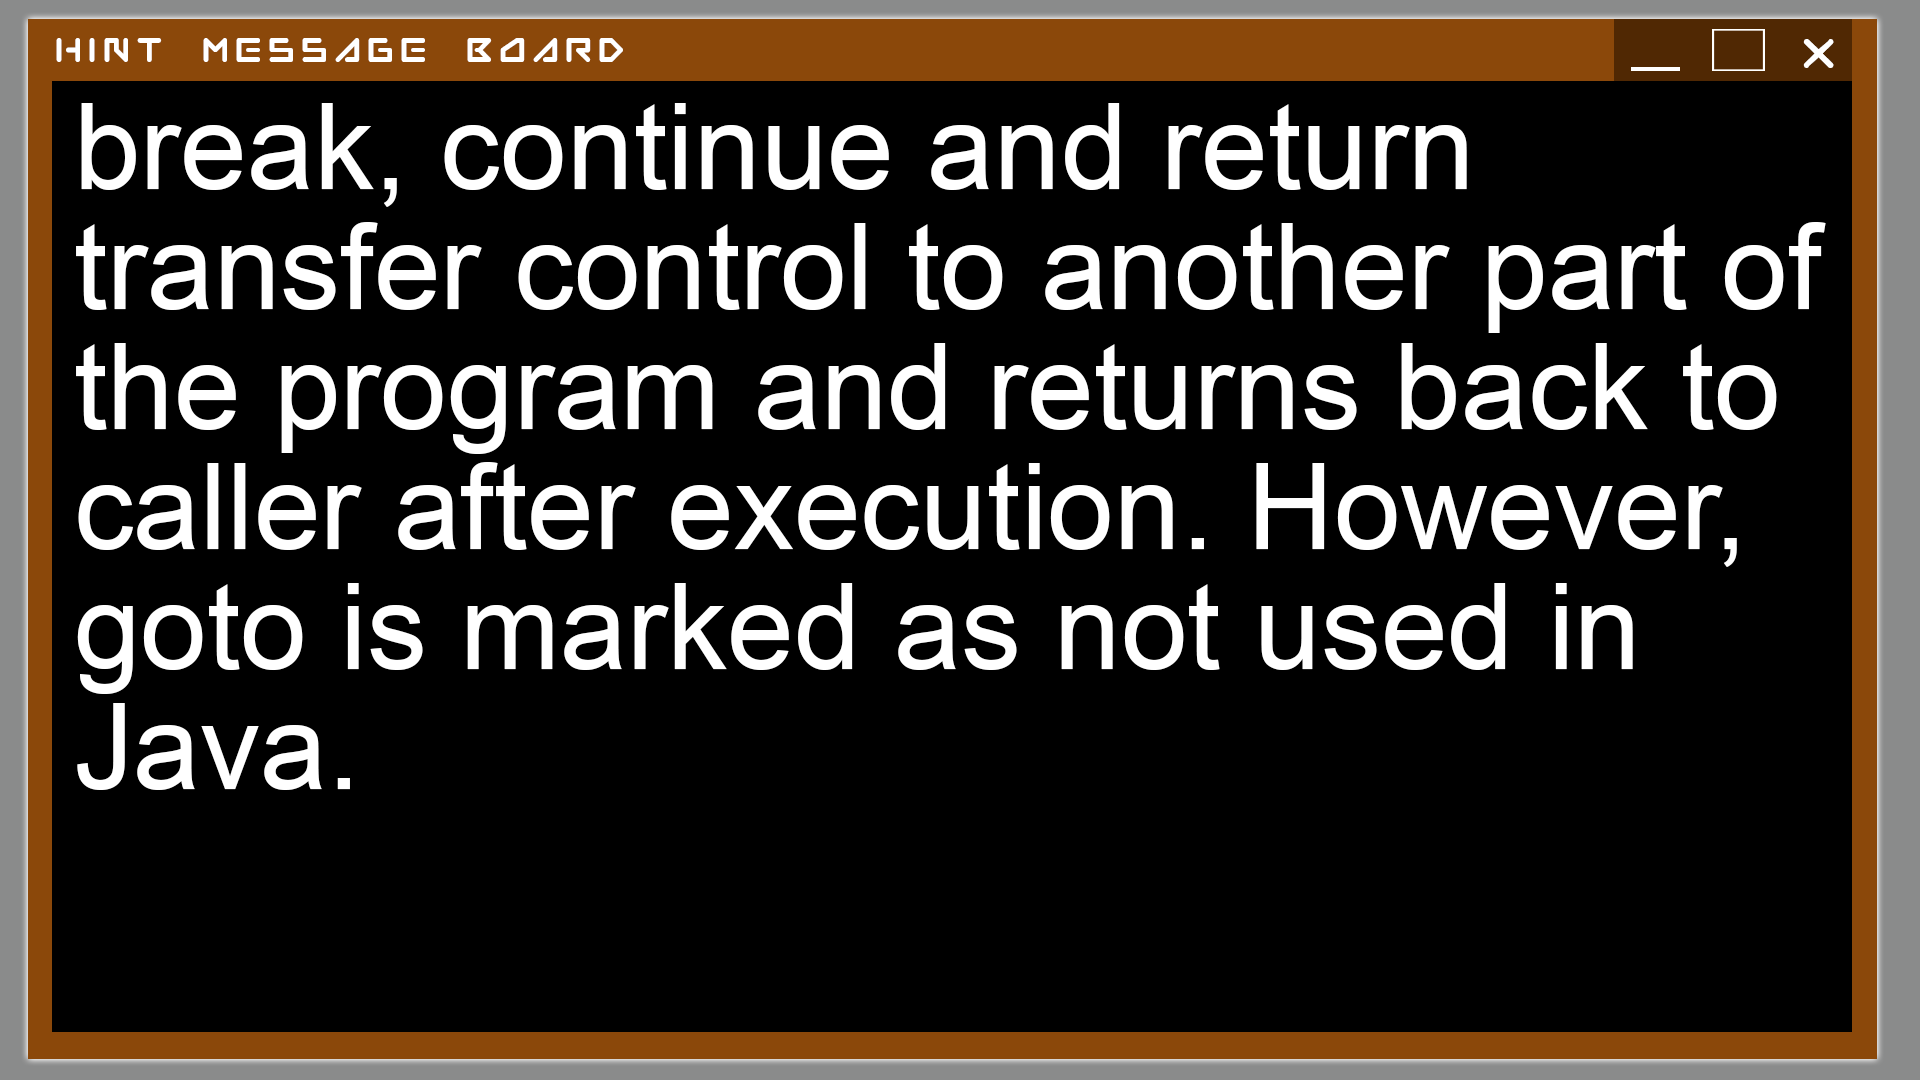 HINT MESSAGE BOARD
break, continue and return
transfer control to another part of
the program and returns back to
caller after execution. However,
goto is marked as not used in
Java.